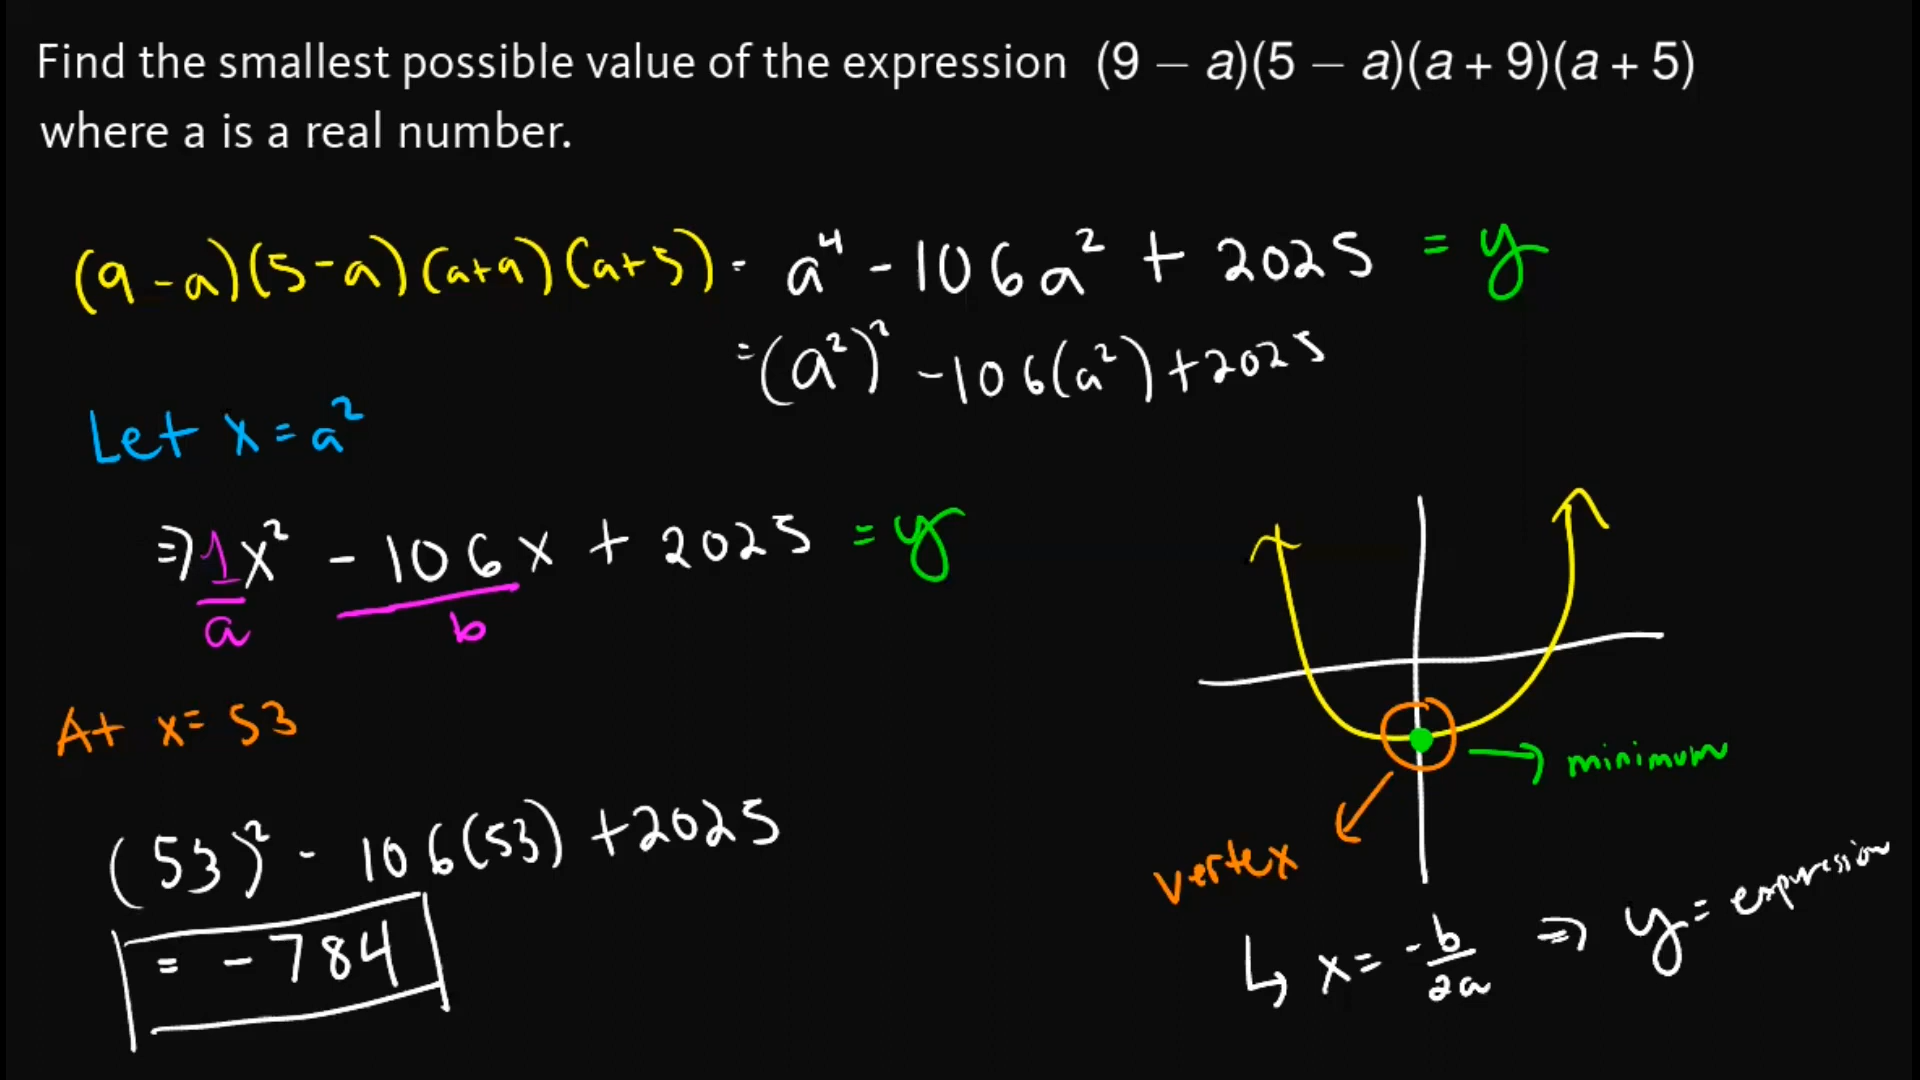 Find the smallest possible value of the expression (9 − a)(5 − a)(a + 9)(a + 5)
where a is a real number.
(9-a)(5-a)(a+9)(a+5) = a⁴ - 106a² + 2025 = y
= (a²)² - 106(a²) + 2025
Let x = a²
⇒ 1x² - 106x + 2025 = y
a b
At x = 53
(53)² - 106(53) + 2025
= -784
→ minimum
vertex
↳ x = -b/2a ⇒ y = expression